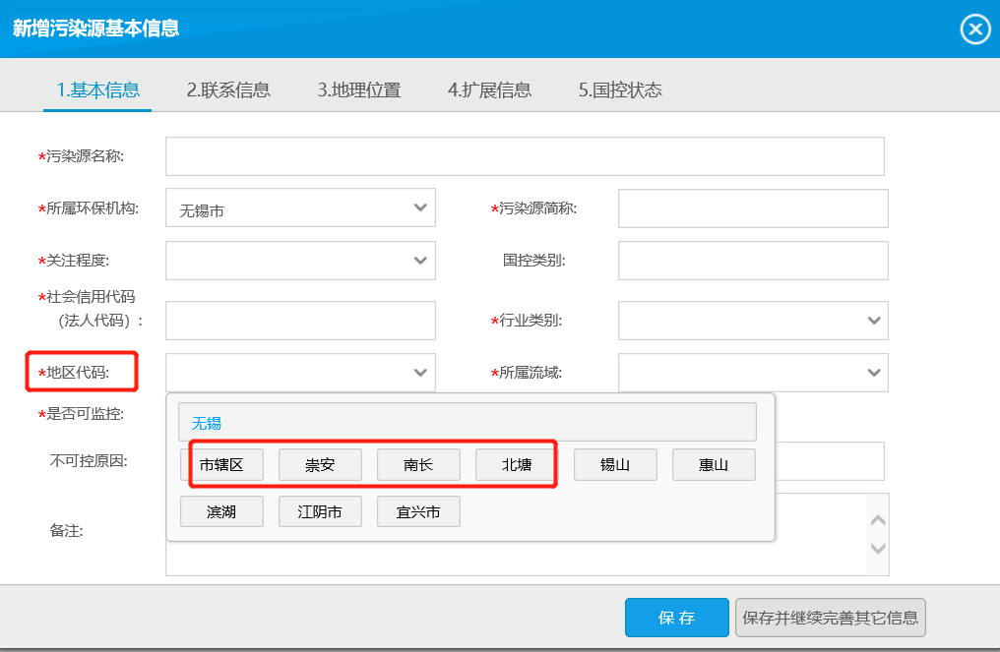 新增污染源基本信息
1.基本信息 2.联系信息 3.地理位置 4.扩展信息 5.国控状态
*污染源名称:
*所属环保机构: 无锡市 *污染源简称:
*关注程度: 国控类别:
*社会信用代码
（法人代码）: *行业类别:
*地区代码: *所属流域:
*是否可监控:
无锡
不可控原因:
市辖区 崇安 南长 北塘 锡山 惠山
滨湖 江阴市 宜兴市
备注:
保 存 保存并继续完善其它信息